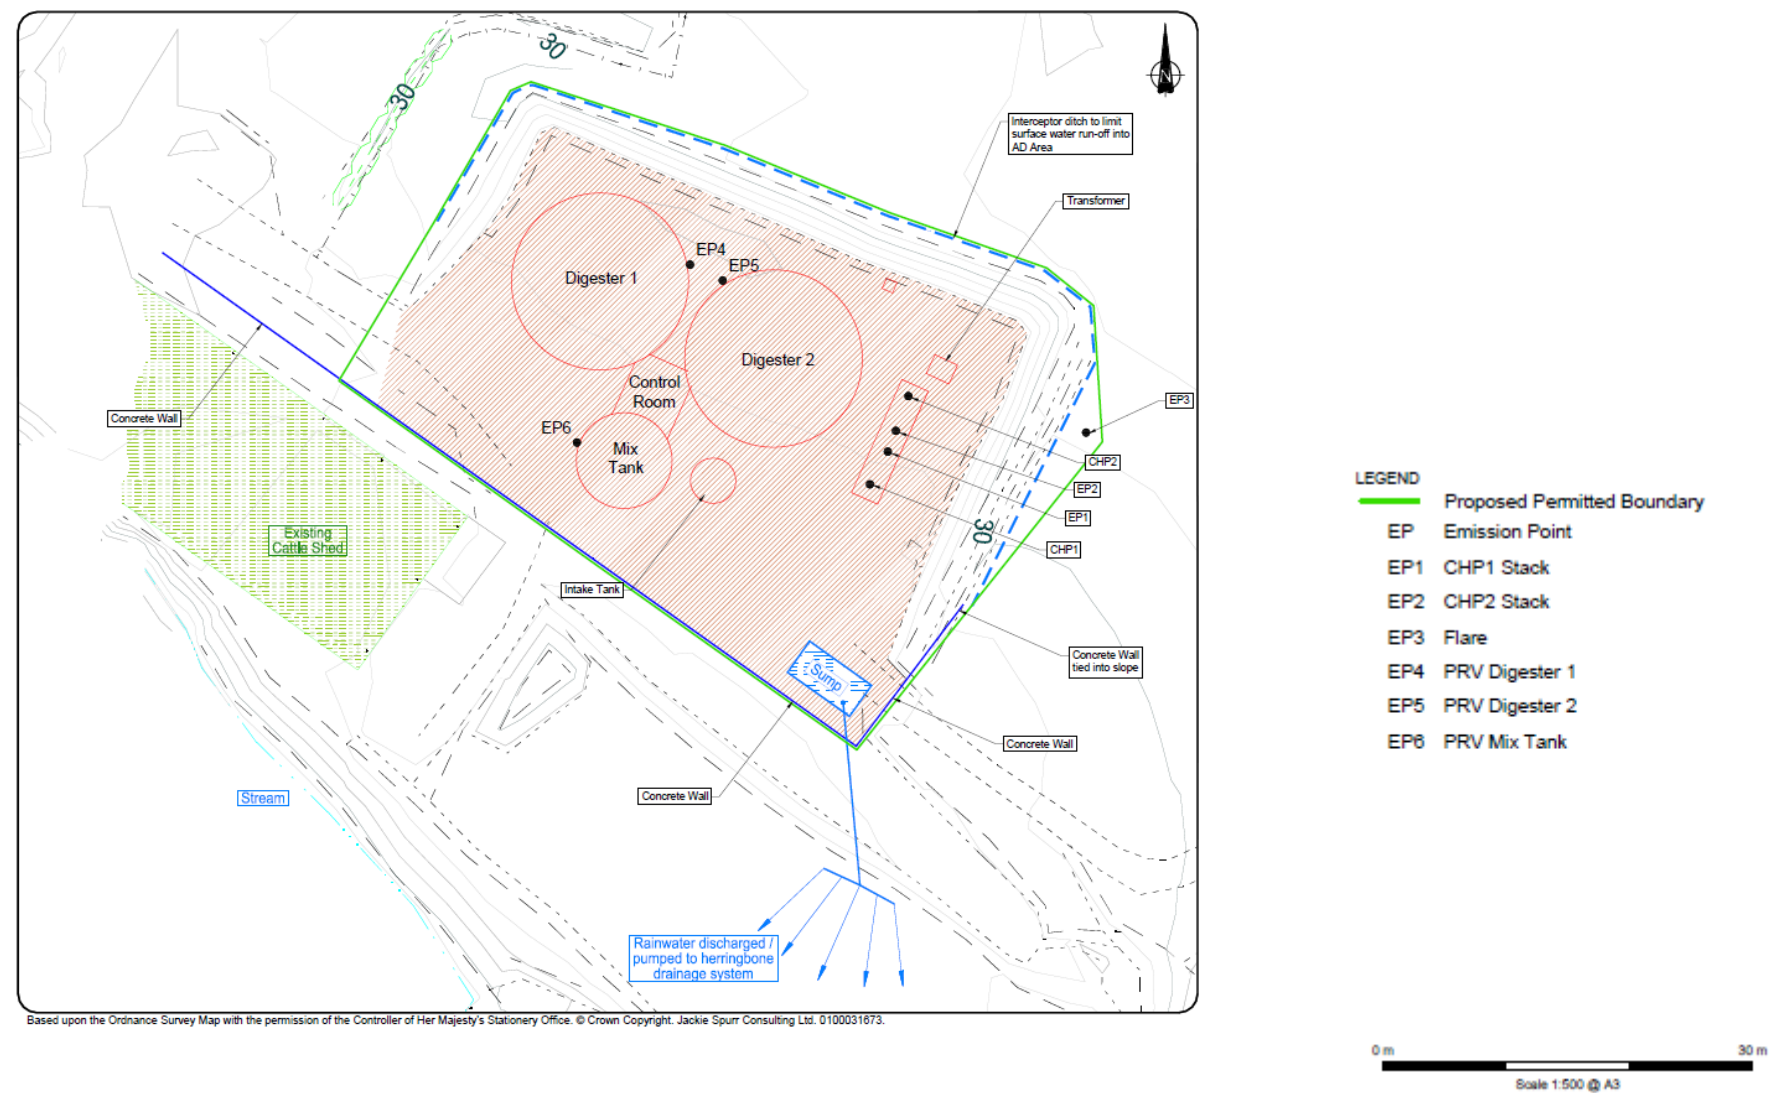 30
30
N
Interceptor ditch to limit
surface water run-off into
AD Area
Transformer
EP4
EP5
Digester 1
Digester 2
Control
Room
EP3
Concrete Wall
EP6
Mix
Tank
CHP2
EP2
EP1
30
CHP1
Existing
Cattle Shed
Intake Tank
Concrete Wall
tied into slope
Sump
Concrete Wall
Concrete Wall
Stream
Rainwater discharged /
pumped to herringbone
drainage system
Based upon the Ordnance Survey Map with the permission of the Controller of Her Majesty's Stationery Office. © Crown Copyright. Jackie Spurr Consulting Ltd. 0100031673.
LEGEND
Proposed Permitted Boundary
EP Emission Point
EP1 CHP1 Stack
EP2 CHP2 Stack
EP3 Flare
EP4 PRV Digester 1
EP5 PRV Digester 2
EP6 PRV Mix Tank
0 m 30 m
Scale 1:500 @ A3